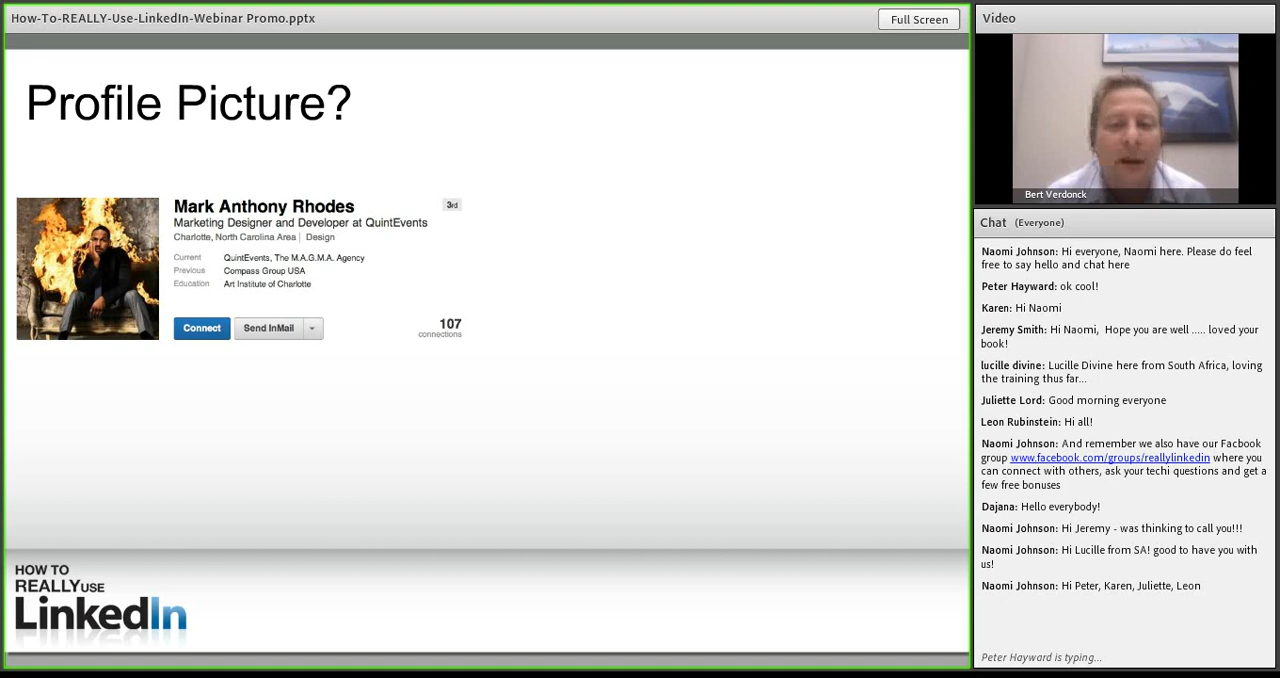 How-To-REALLY-Use-LinkedIn-Webinar Promo.pptx
Full Screen
Profile Picture?
Mark Anthony Rhodes
3rd
Marketing Designer and Developer at QuintEvents
Charlotte, North Carolina Area | Design
Current QuintEvents, The M.A.G.M.A. Agency
Previous Compass Group USA
Education Art Institute of Charlotte
Connect
Send InMail
107
connections
HOW TO
REALLY USE
LinkedIn
Video
Bert Verdonck
Chat (Everyone)
Naomi Johnson: Hi everyone, Naomi here. Please do feel
free to say hello and chat here
Peter Hayward: ok cool!
Karen: Hi Naomi
Jeremy Smith: Hi Naomi, Hope you are well ..... loved your
book!
lucille divine: Lucille Divine here from South Africa, loving
the training thus far...
Juliette Lord: Good morning everyone
Leon Rubinstein: Hi all!
Naomi Johnson: And remember we also have our Facbook
group www.facebook.com/groups/reallylinkedin where you
can connect with others, ask your techi questions and get a
few free bonuses
Dajana: Hello everybody!
Naomi Johnson: Hi Jeremy - was thinking to call you!!!
Naomi Johnson: Hi Lucille from SA! good to have you with
us!
Naomi Johnson: Hi Peter, Karen, Juliette, Leon
Peter Hayward is typing...